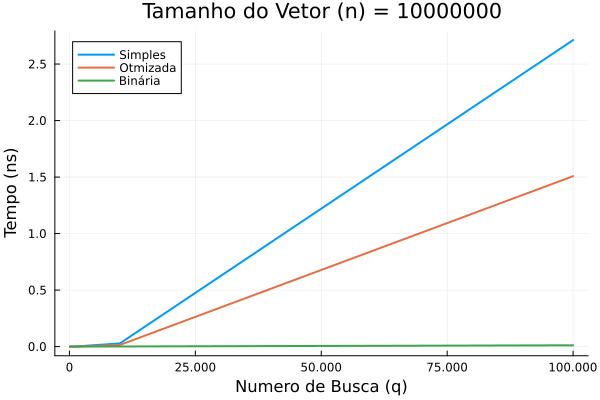 Tamanho do Vetor (n) = 10000000
Simples
Otmizada
Binária
Tempo (ns)
2.5
2.0
1.5
1.0
0.5
0.0
0
25.000
50.000
75.000
100.000
Numero de Busca (q)